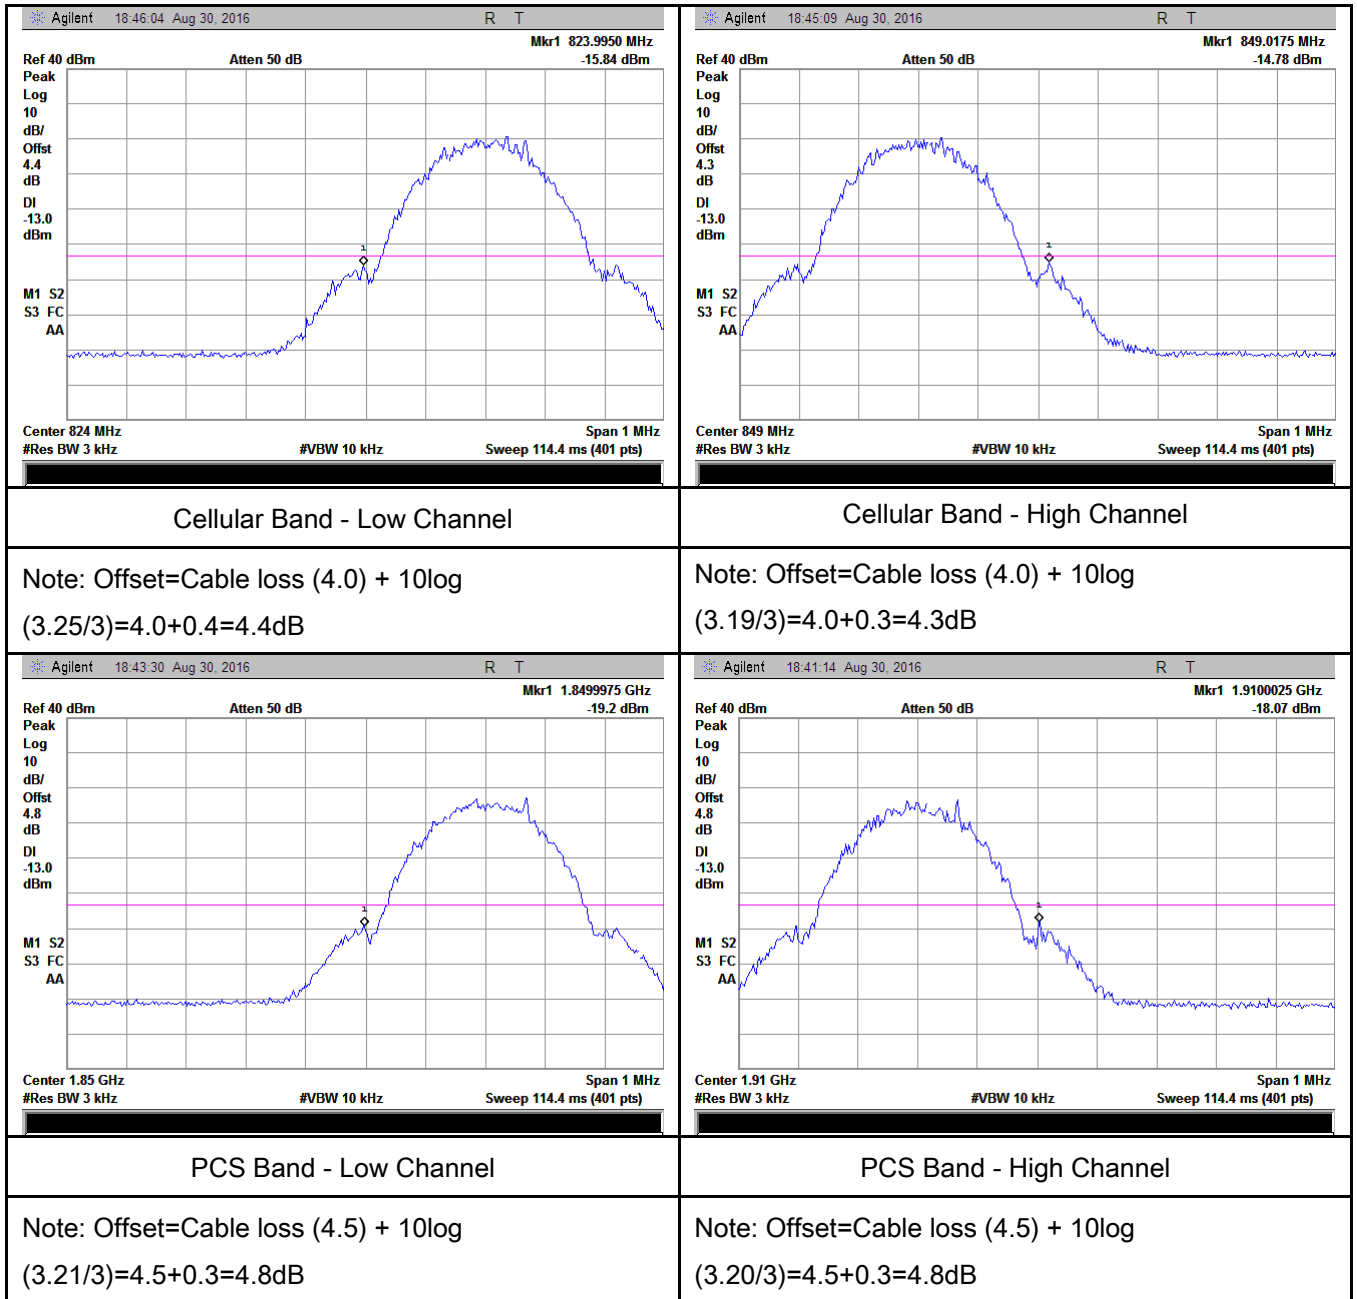 Agilent 18:46:04 Aug 30, 2016 R T
Mkr1 823.9950 MHz
Ref 40 dBm Atten 50 dB -15.84 dBm
Peak
Log
10
dB/
Offst
4.4
dB
DI
-13.0
dBm
1
M1 S2
S3 FC
AA
Center 824 MHz Span 1 MHz
#Res BW 3 kHz #VBW 10 kHz Sweep 114.4 ms (401 pts)
Cellular Band - Low Channel
Note: Offset=Cable loss (4.0) + 10log
(3.25/3)=4.0+0.4=4.4dB
Agilent 18:45:09 Aug 30, 2016 R T
Mkr1 849.0175 MHz
Ref 40 dBm Atten 50 dB -14.78 dBm
Peak
Log
10
dB/
Offst
4.3
dB
DI
-13.0
dBm
1
M1 S2
S3 FC
AA
Center 849 MHz Span 1 MHz
#Res BW 3 kHz #VBW 10 kHz Sweep 114.4 ms (401 pts)
Cellular Band - High Channel
Note: Offset=Cable loss (4.0) + 10log
(3.19/3)=4.0+0.3=4.3dB
Agilent 18:43:30 Aug 30, 2016 R T
Mkr1 1.8499975 GHz
Ref 40 dBm Atten 50 dB -19.2 dBm
Peak
Log
10
dB/
Offst
4.8
dB
DI
-13.0
dBm
1
M1 S2
S3 FC
AA
Center 1.85 GHz Span 1 MHz
#Res BW 3 kHz #VBW 10 kHz Sweep 114.4 ms (401 pts)
PCS Band - Low Channel
Note: Offset=Cable loss (4.5) + 10log
(3.21/3)=4.5+0.3=4.8dB
Agilent 18:41:14 Aug 30, 2016 R T
Mkr1 1.9100025 GHz
Ref 40 dBm Atten 50 dB -18.07 dBm
Peak
Log
10
dB/
Offst
4.8
dB
DI
-13.0
dBm
1
M1 S2
S3 FC
AA
Center 1.91 GHz Span 1 MHz
#Res BW 3 kHz #VBW 10 kHz Sweep 114.4 ms (401 pts)
PCS Band - High Channel
Note: Offset=Cable loss (4.5) + 10log
(3.20/3)=4.5+0.3=4.8dB